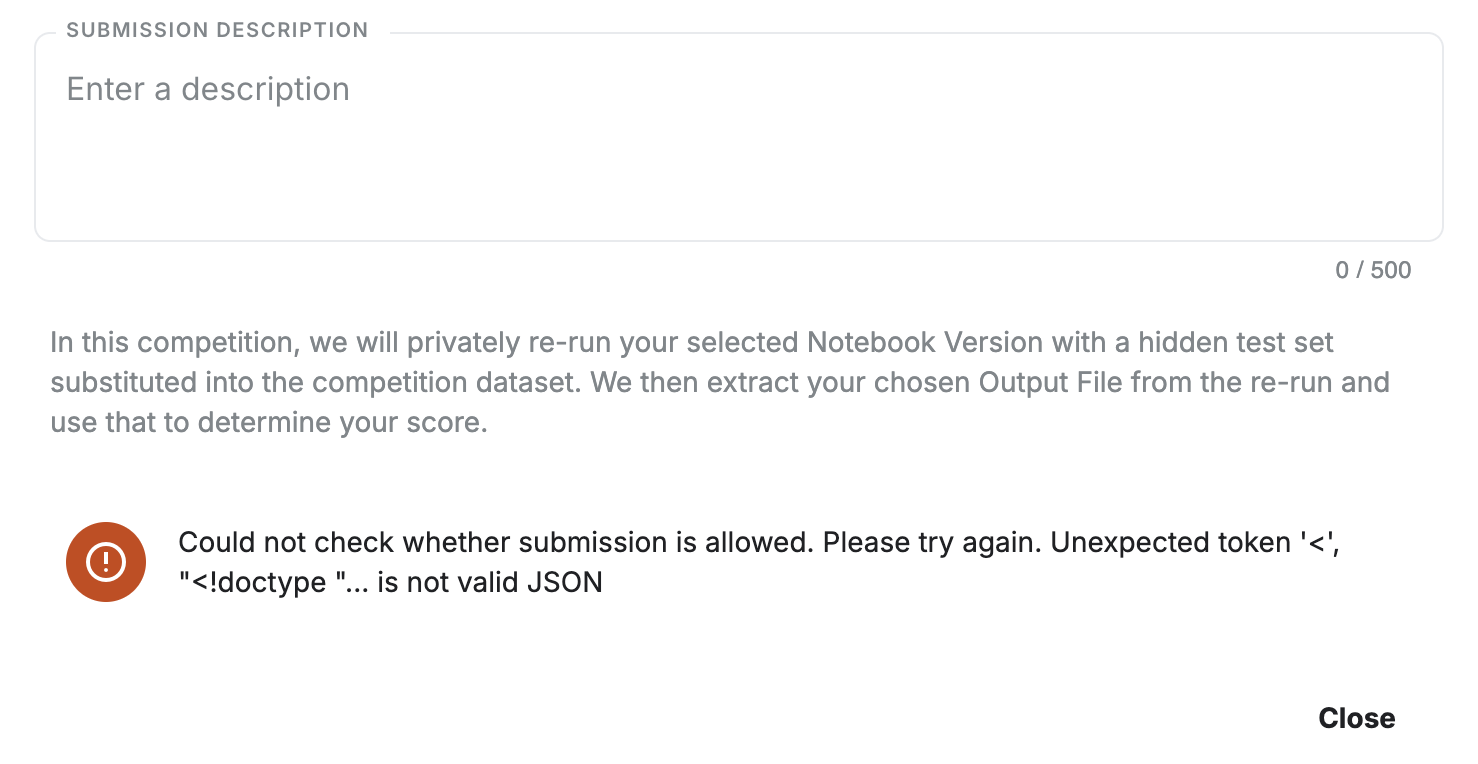 SUBMISSION DESCRIPTION
Enter a description
0 / 500
In this competition, we will privately re-run your selected Notebook Version with a hidden test set
substituted into the competition dataset. We then extract your chosen Output File from the re-run and
use that to determine your score.
Could not check whether submission is allowed. Please try again. Unexpected token '<',
"<!doctype "... is not valid JSON
Close